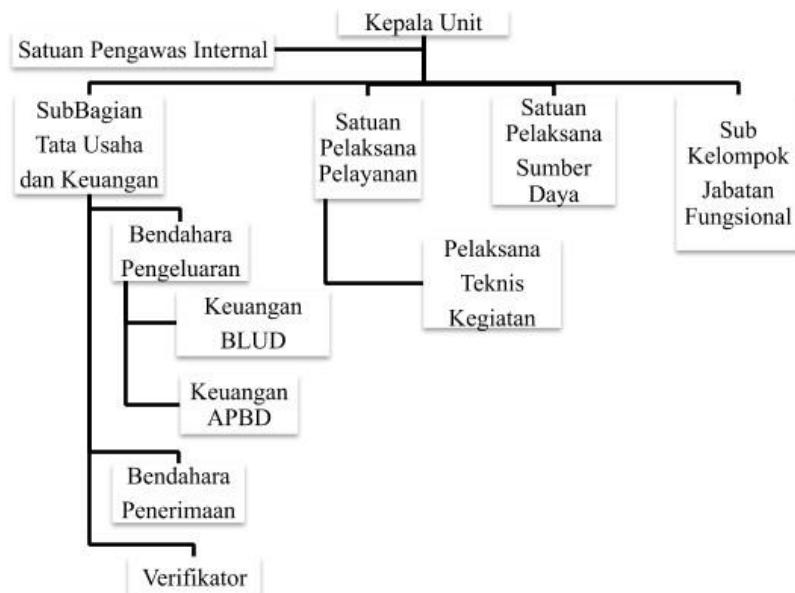 Kepala Unit
Satuan Pengawas Internal
SubBagian
Tata Usaha
dan Keuangan
Satuan
Pelaksana
Pelayanan
Satuan
Pelaksana
Sumber
Daya
Sub
Kelompok
Jabatan
Fungsional
Bendahara
Pengeluaran
Keuangan
BLUD
Keuangan
APBD
Bendahara
Penerimaan
Verifikator
Pelaksana
Teknis
Kegiatan